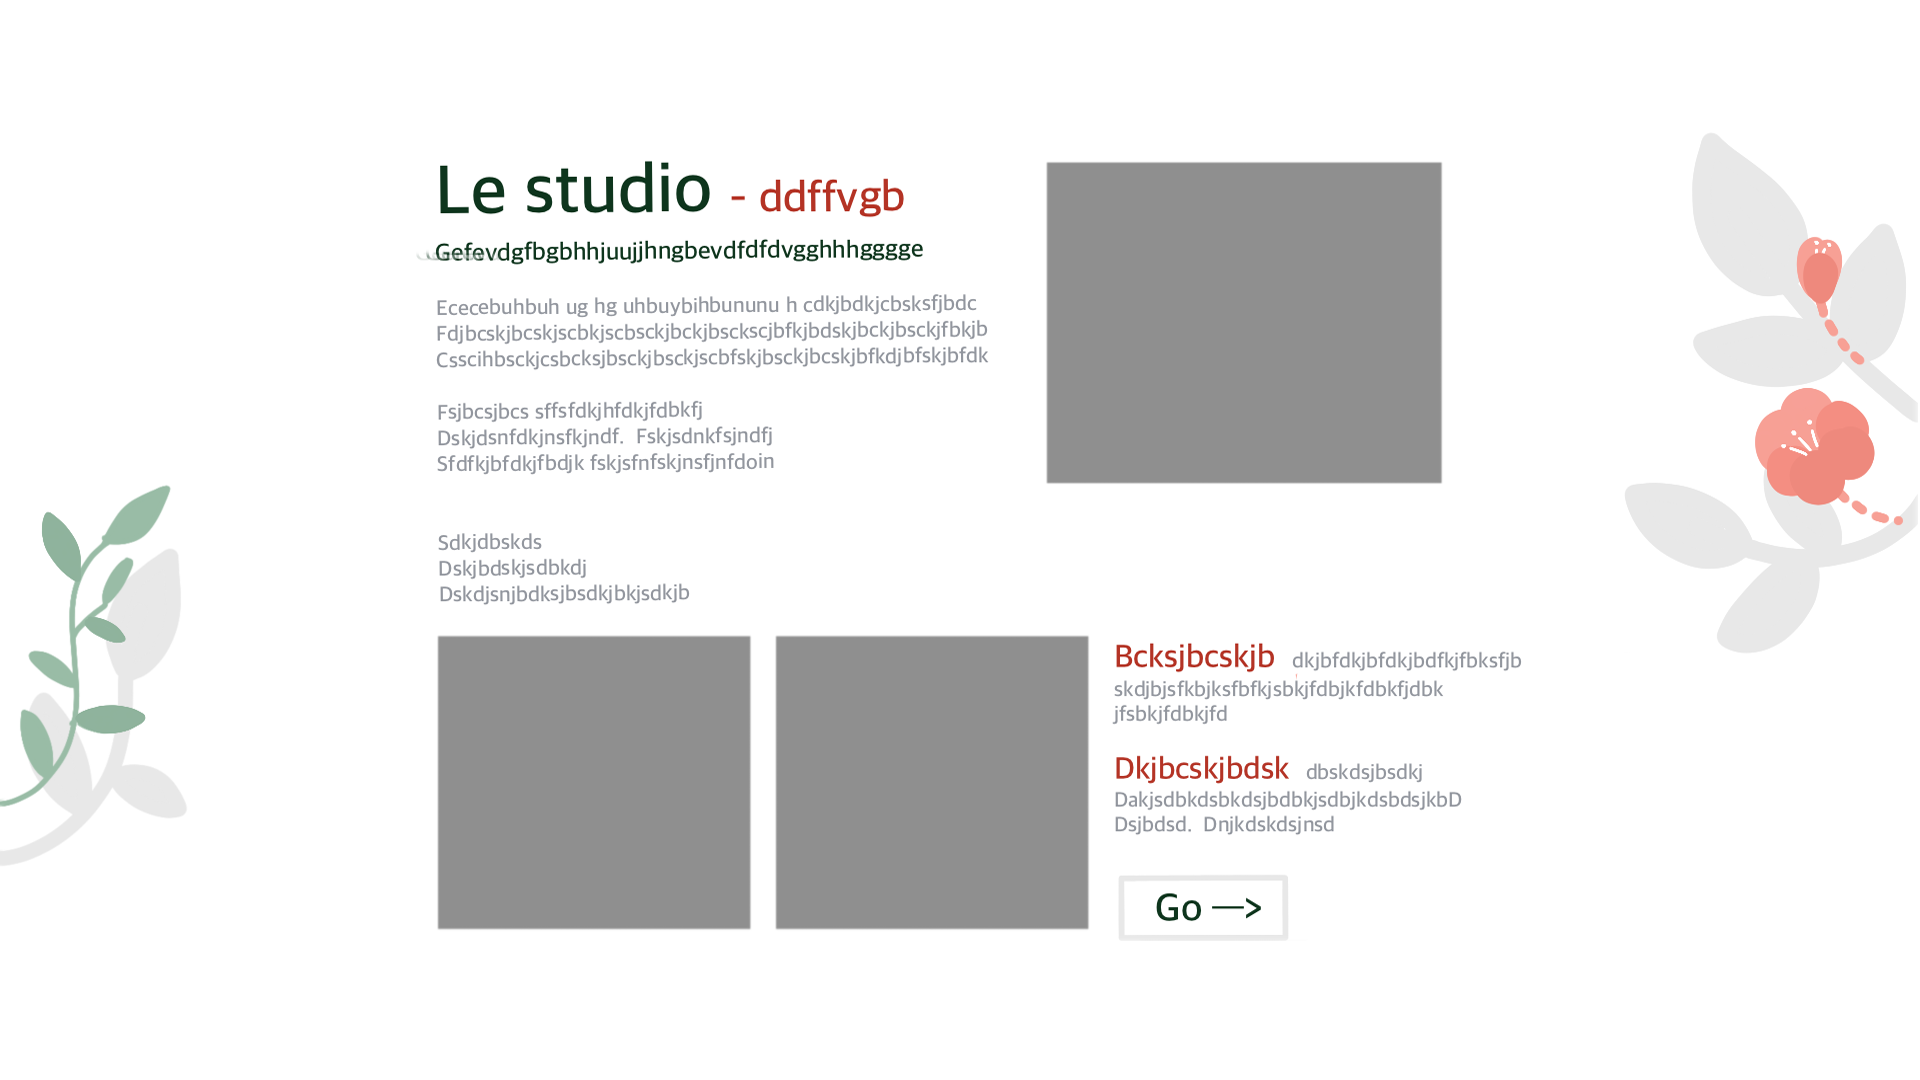 Le studio - ddffvgb
Gefevdgfbgbhhjuujjhngbevdfdfdvgghhhgggge
Ececebuhbuh ug hg uhbuybihbununu h cdkjbdkjcbsksfjbdc
Fdjbcskjbcskjscbkjscbsckjbckjbsckscjbfkjbdskjbckjbsckjfbkjb
Csscihbsckjcsbcksjbsckjbsckjscbfskjbsckjbcskjbfkdjbfskjbfdk
Fsjbcsjbcs sffsfdkjhfdkjfdbkfj
Dskjdsnfdkjnsfkjndf. Fskjsdnkfsjndfj
Sfdfkjbfdkjfbdjk fskjsfnfskjnsfjnfdoin
Sdkjdbskds
Dskjbdskjsdbkdj
Dskdjsnjbdksjbsdkjbkjsdkjb
Bcksjbcskjb dkjbfdkjbfdkjbdfkjfbksfjb
skdjbjsfkbjksfbfkjsbkjfdbjkfdbkfjdbk
jfsbkjfdbkjfd
Dkjbcskjbdsk dbskdsjbsdkj
DakjsdbkdsbkdsjbdbkjsdbjkdsbdsjkbD
Dsjbdsd. Dnjkdskdsjnsd
Go —>